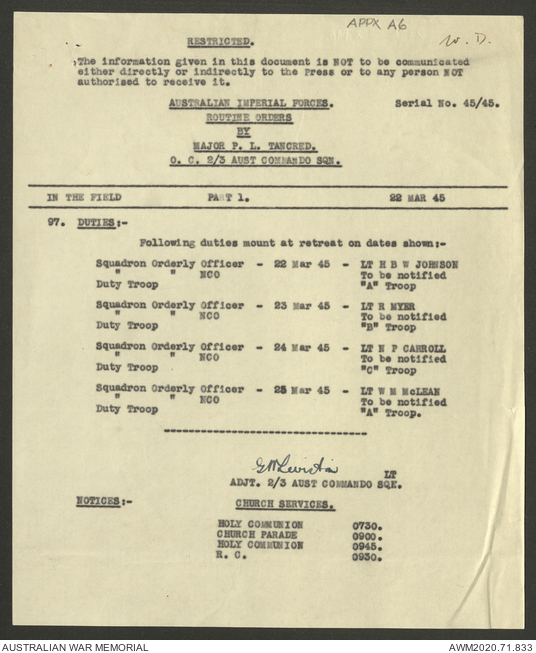 APPX A6
W. D.
RESTRICTED.
The information given in this document is NOT to be communicated
either directly or indirectly to the Press or to any person NOT
authorised to receive it.
AUSTRALIAN IMPERIAL FORCES. Serial No. 45/45.
ROUTINE ORDERS
BY
MAJOR P. L. TANCRED.
O. C. 2/3 AUST COMMANDO SQN.
IN THE FIELD PART 1. 22 MAR 45
97. DUTIES:-
Following duties mount at retreat on dates shown:-
Squadron Orderly Officer - 22 Mar 45 - LT H B W JOHNSON
" " NCO To be notified
Duty Troop "A" Troop
Squadron Orderly Officer - 23 Mar 45 - LT R MYER
" " NCO To be notified
Duty Troop "B" Troop
Squadron Orderly Officer - 24 Mar 45 - LT N P CARROLL
" " NCO To be notified
Duty Troop "C" Troop
Squadron Orderly Officer - 25 Mar 45 - LT W M McLEAN
" " NCO To be notified
Duty Troop "A" Troop.
LT
ADJT. 2/3 AUST COMMANDO SQN.
NOTICES:- CHURCH SERVICES.
HOLY COMMUNION 0730.
CHURCH PARADE 0900.
HOLY COMMUNION 0945.
R. C. 0930.
AUSTRALIAN WAR MEMORIAL AWM2020.71.833